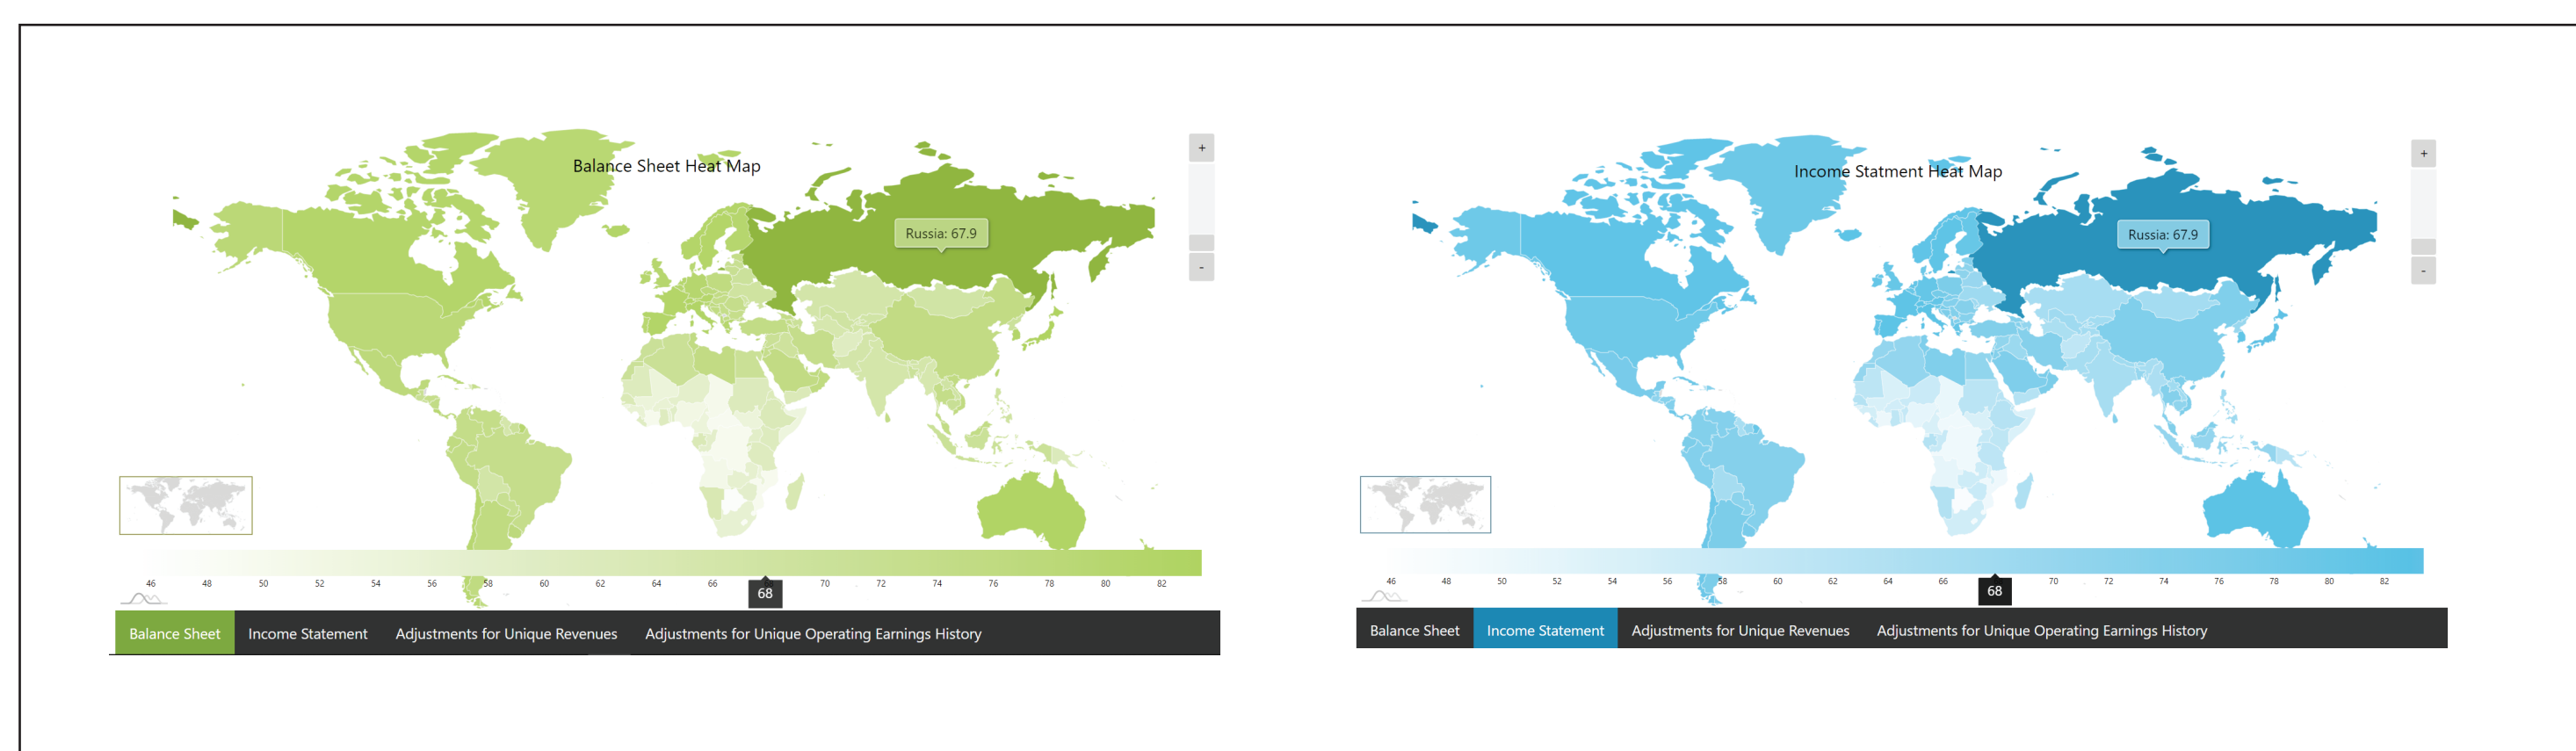 Balance Sheet Heat Map
+
Russia: 67.9
-
46 48 50 52 54 56 58 60 62 64 66 70 72 74 76 78 80 82
68
Balance Sheet Income Statement Adjustments for Unique Revenues Adjustments for Unique Operating Earnings History
Income Statment Heat Map
+
Russia: 67.9
-
46 48 50 52 54 56 58 60 62 64 66 70 72 74 76 78 80 82
68
Balance Sheet Income Statement Adjustments for Unique Revenues Adjustments for Unique Operating Earnings History